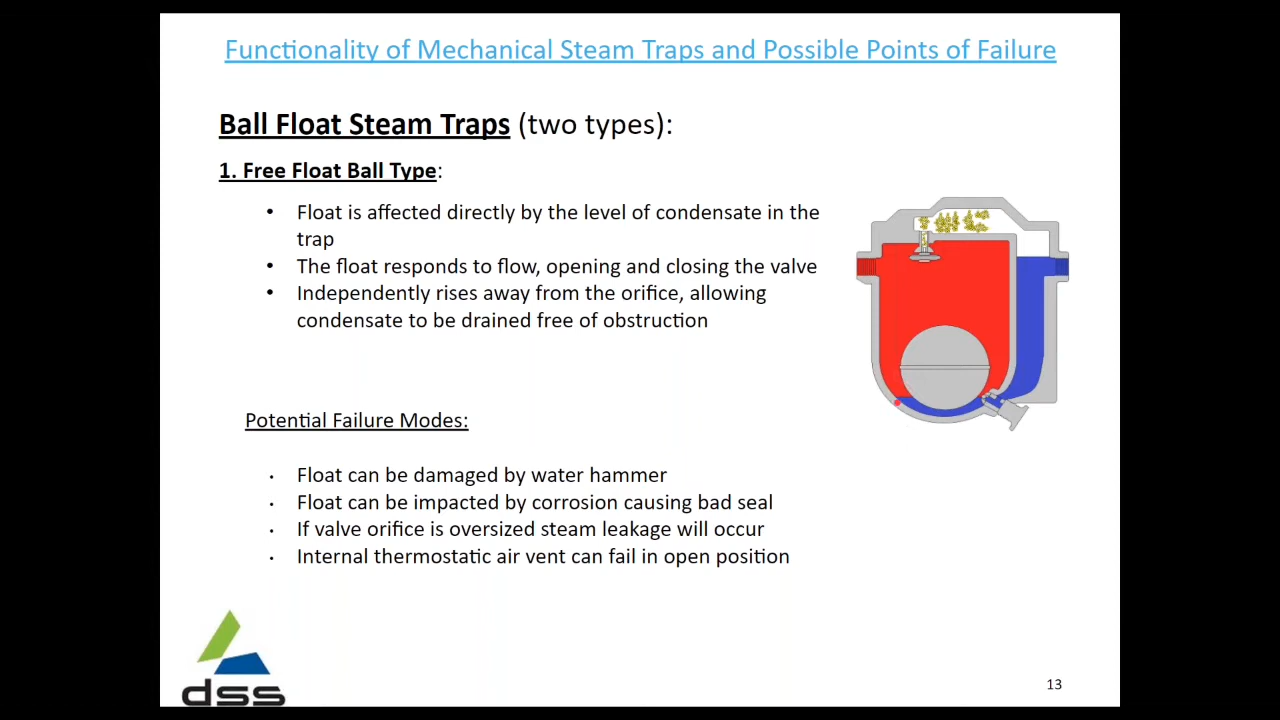 Functionality of Mechanical Steam Traps and Possible Points of Failure
Ball Float Steam Traps (two types):
1. Free Float Ball Type:
• Float is affected directly by the level of condensate in the
trap
• The float responds to flow, opening and closing the valve
• Independently rises away from the orifice, allowing
condensate to be drained free of obstruction
Potential Failure Modes:
• Float can be damaged by water hammer
• Float can be impacted by corrosion causing bad seal
• If valve orifice is oversized steam leakage will occur
• Internal thermostatic air vent can fail in open position
dss
13